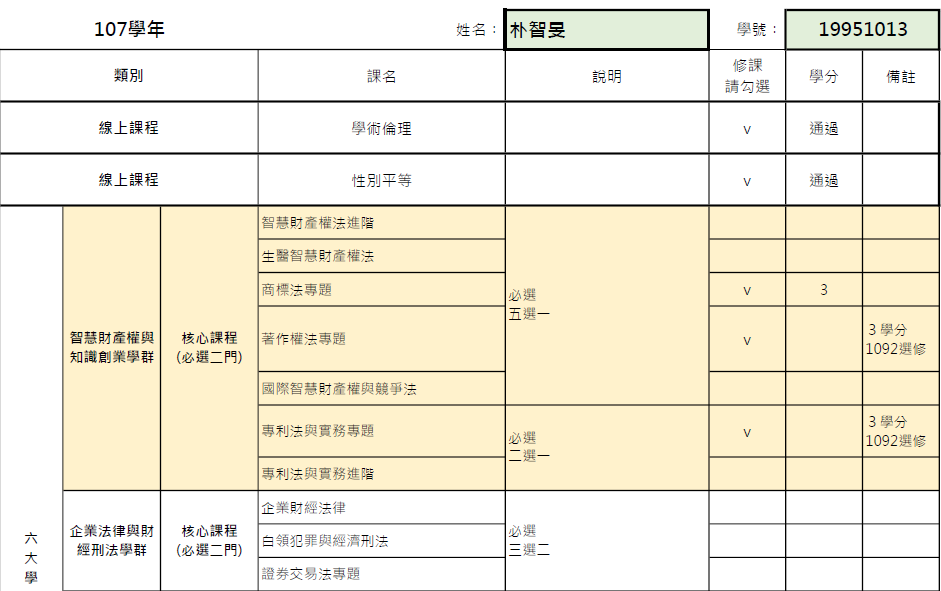 107學年 姓名： 朴智旻 學號： 19951013
類別 課名 說明 修課 學分 備註
請勾選
線上課程 學術倫理 v 通過
線上課程 性別平等 v 通過
智慧財產權與
知識創業學群
核心課程
(必選二門)
智慧財產權法進階
生醫智慧財產權法
商標法專題 v 3
著作權法專題 v 3 學分
1092選修
國際智慧財產權與競爭法
必選
五選一
專利法與實務專題 v 3 學分
1092選修
專利法與實務進階
必選
二選一
六
大
學
企業法律與財
經刑法學群
核心課程
(必選二門)
企業財經法律
白領犯罪與經濟刑法
證券交易法專題
必選
三選二